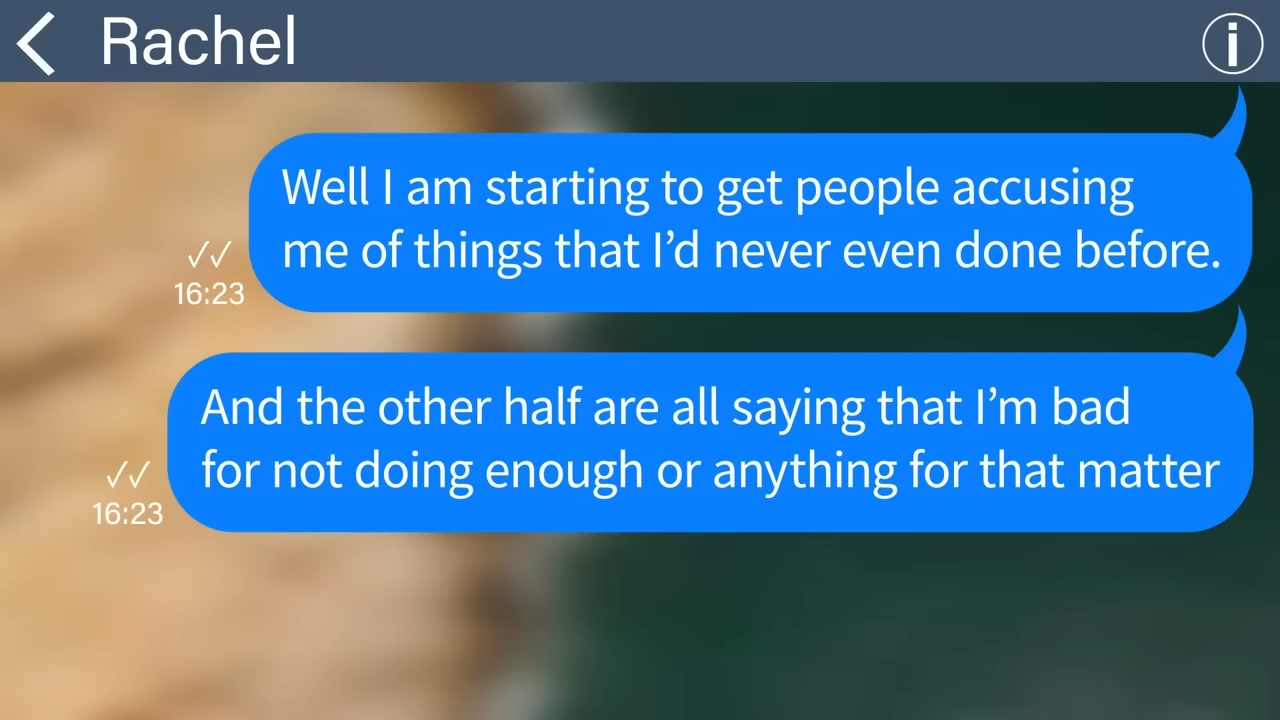 Rachel
Well I am starting to get people accusing
me of things that I’d never even done before.
16:23
And the other half are all saying that I’m bad
for not doing enough or anything for that matter
16:23